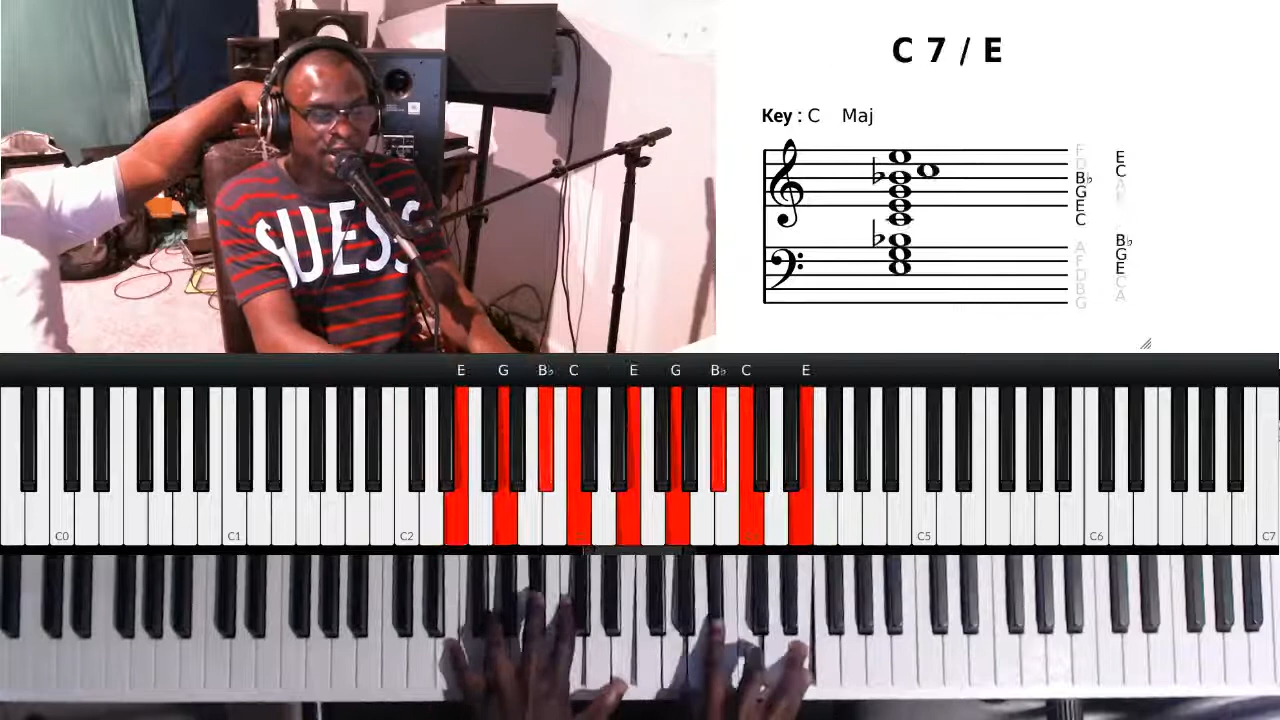 C 7 / E
Key : C Maj
F
D
B♭
G
E
C
A
F
D
B
G
E
C
A
B♭
G
E
C
A
GUESS
E G B♭ C E G B♭ C E
C0 C1 C2 C5 C6 C7